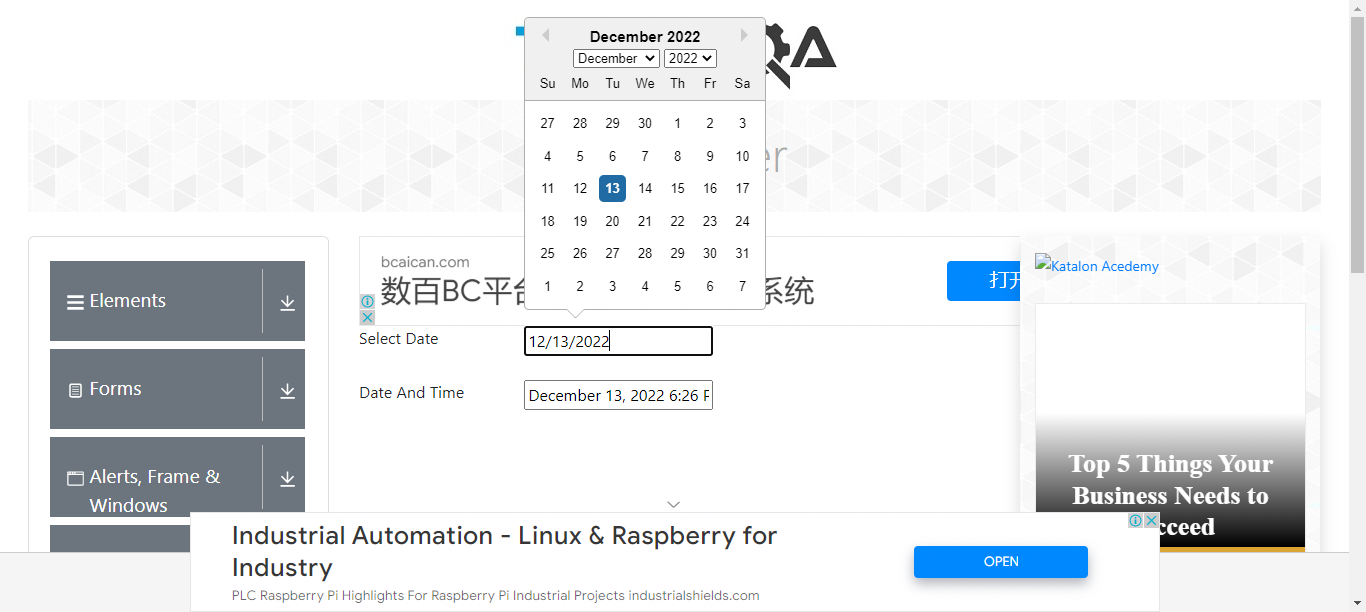 December 2022
December 2022
Su Mo Tu We Th Fr Sa
27 28 29 30 1 2 3
4 5 6 7 8 9 10
11 12 13 14 15 16 17
18 19 20 21 22 23 24
25 26 27 28 29 30 31
1 2 3 4 5 6 7
Elements
Forms
Alerts, Frame &
Windows
bcaican.com
数百BC平
系统
打开
Select Date
12/13/2022
Date And Time
December 13, 2022 6:26 P
Katalon Acedemy
Top 5 Things Your
Business Needs to
cceed
Industrial Automation - Linux & Raspberry for
Industry
PLC Raspberry Pi Highlights For Raspberry Pi Industrial Projects industrialshields.com
OPEN